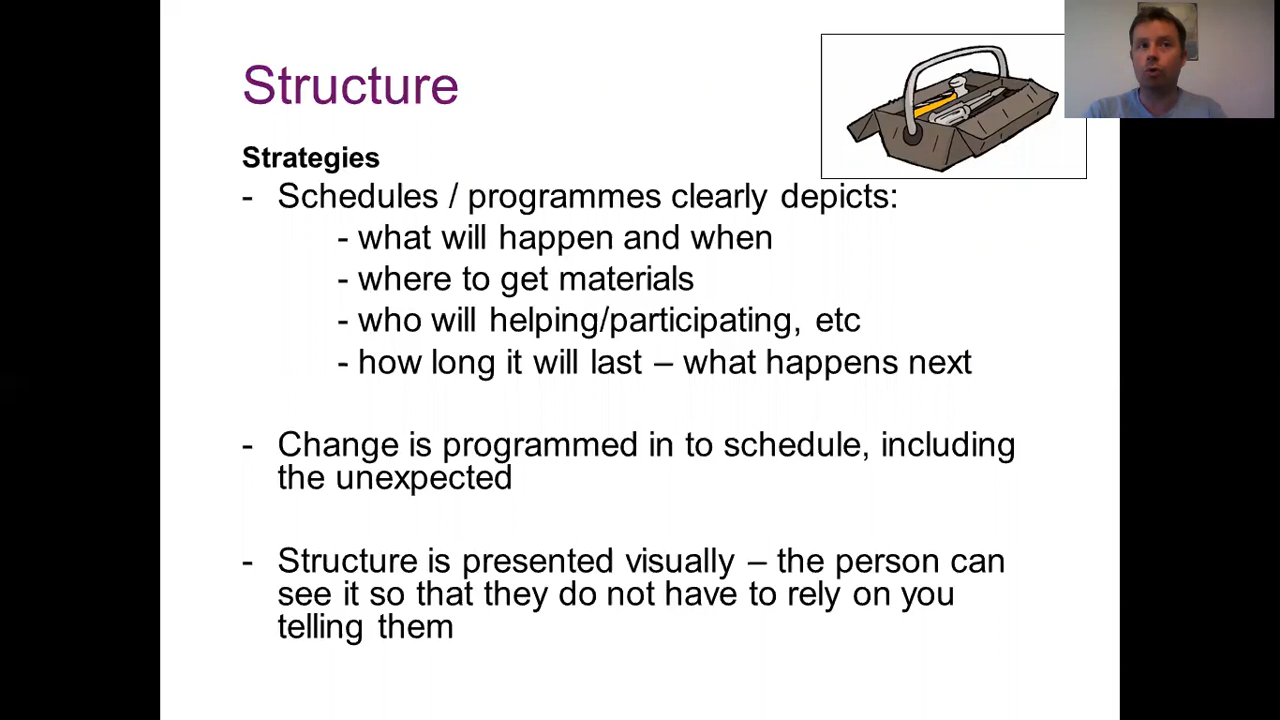 Structure
Strategies
- Schedules / programmes clearly depicts:
- what will happen and when
- where to get materials
- who will helping/participating, etc
- how long it will last – what happens next
- Change is programmed in to schedule, including
the unexpected
- Structure is presented visually – the person can
see it so that they do not have to rely on you
telling them